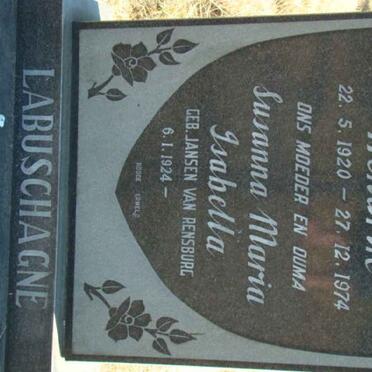 22. 5. 1920 — 27. 12. 1974
ONS MOEDER EN OUMA
Susanna Maria
Isabella
GEB. JANSEN VAN RENSBURG
6. 1. 1924 —
LABUSCHAGNE